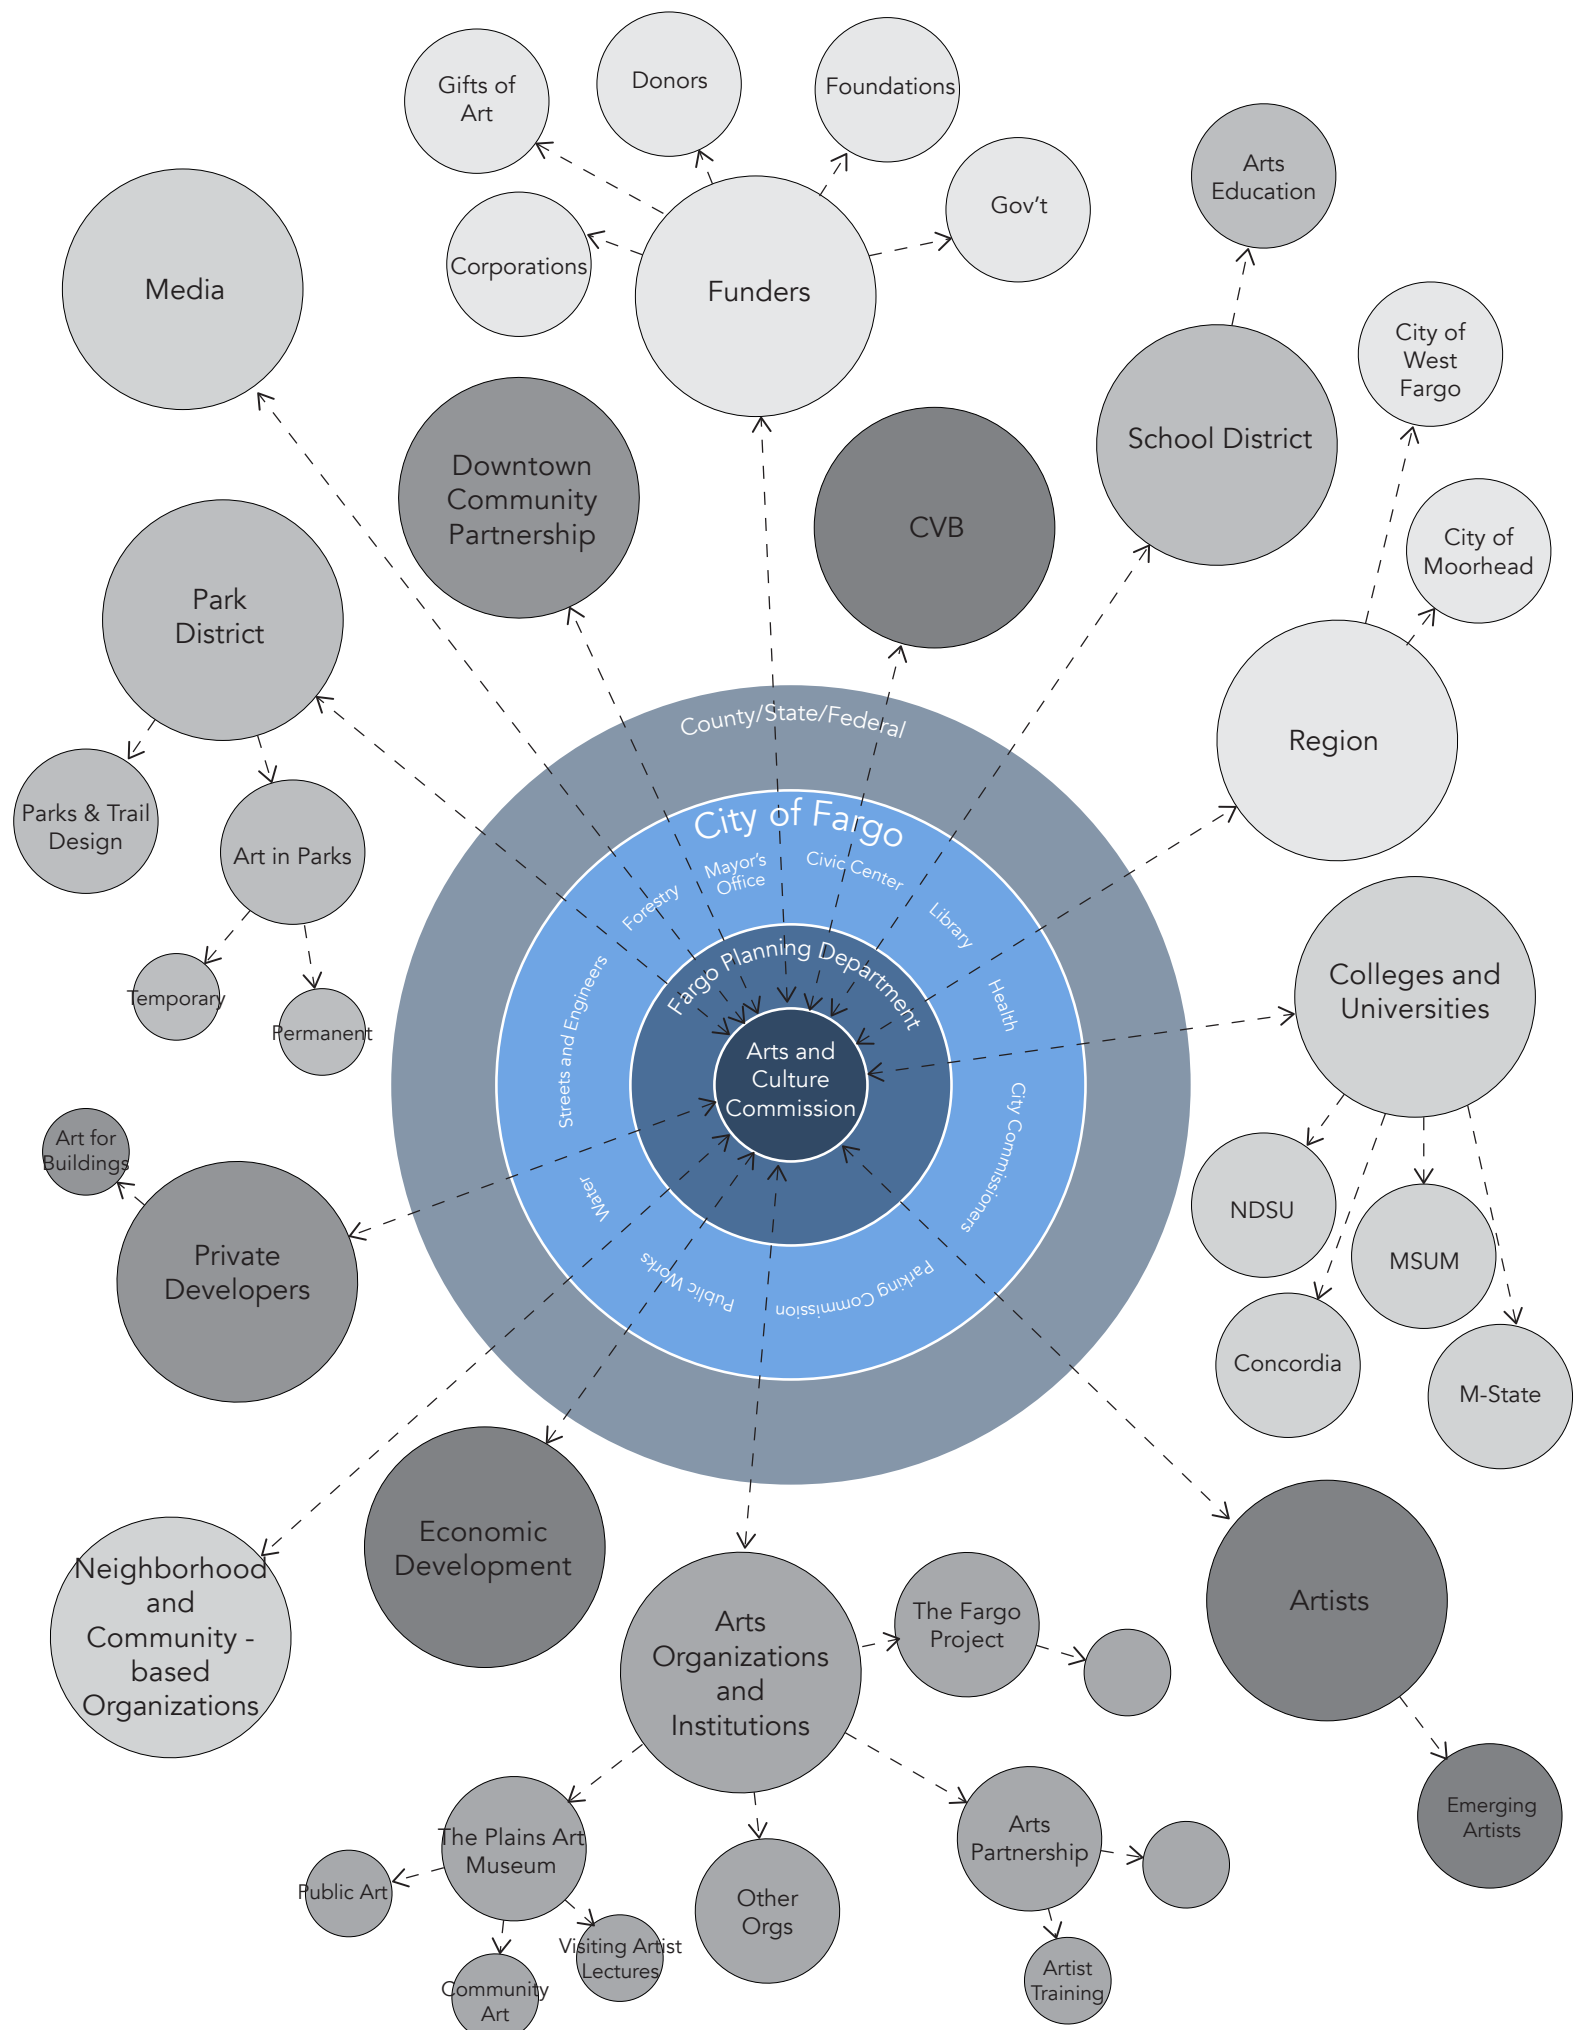 Gifts of
Art
Donors
Foundations
Gov't
Corporations
Funders
Media
Arts
Education
School District
City of
West
Fargo
City of
Moorhead
Region
Downtown
Community
Partnership
CVB
Park
District
Parks & Trail
Design
Art in Parks
Temporary
Permanent
County/State/Federal
City of Fargo
Mayor's
Office
Civic Center
Forestry
Library
Streets and Engineers
Health
Fargo Planning Department
Arts and
Culture
Commission
City Commissioners
Water
Public Works
Parking Commission
Colleges and
Universities
NDSU
MSUM
Concordia
M-State
Art for
Buildings
Private
Developers
Neighborhood
and
Community -
based
Organizations
Economic
Development
Arts
Organizations
and
Institutions
The Fargo
Project
Artists
Emerging
Artists
The Plains Art
Museum
Public Art
Community
Art
Visiting Artist
Lectures
Other
Orgs
Arts
Partnership
Artist
Training